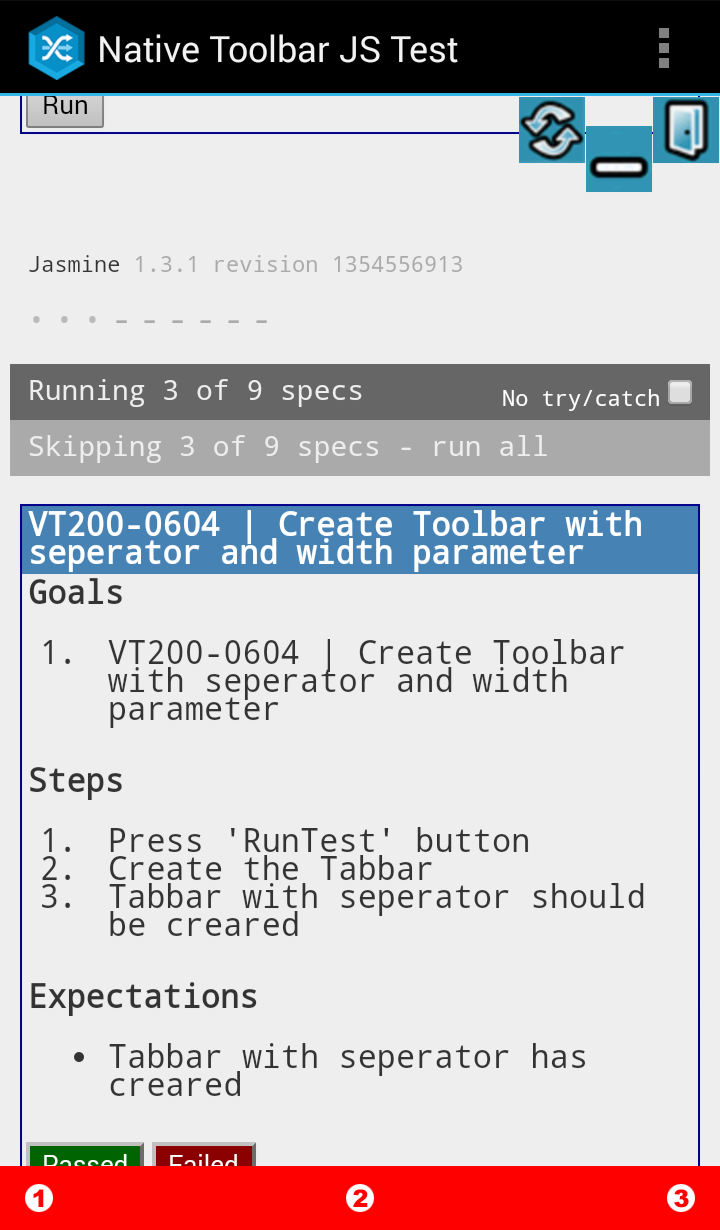 Native Toolbar JS Test
Run
Jasmine 1.3.1 revision 1354556913
• • • - - - - - -
Running 3 of 9 specs
No try/catch
Skipping 3 of 9 specs - run all
VT200-0604 | Create Toolbar with
seperator and width parameter
Goals
1. VT200-0604 | Create Toolbar
with seperator and width
parameter
Steps
1. Press 'RunTest' button
2. Create the Tabbar
3. Tabbar with seperator should
be creared
Expectations
• Tabbar with seperator has
creared
Passed Failed
1 2 3